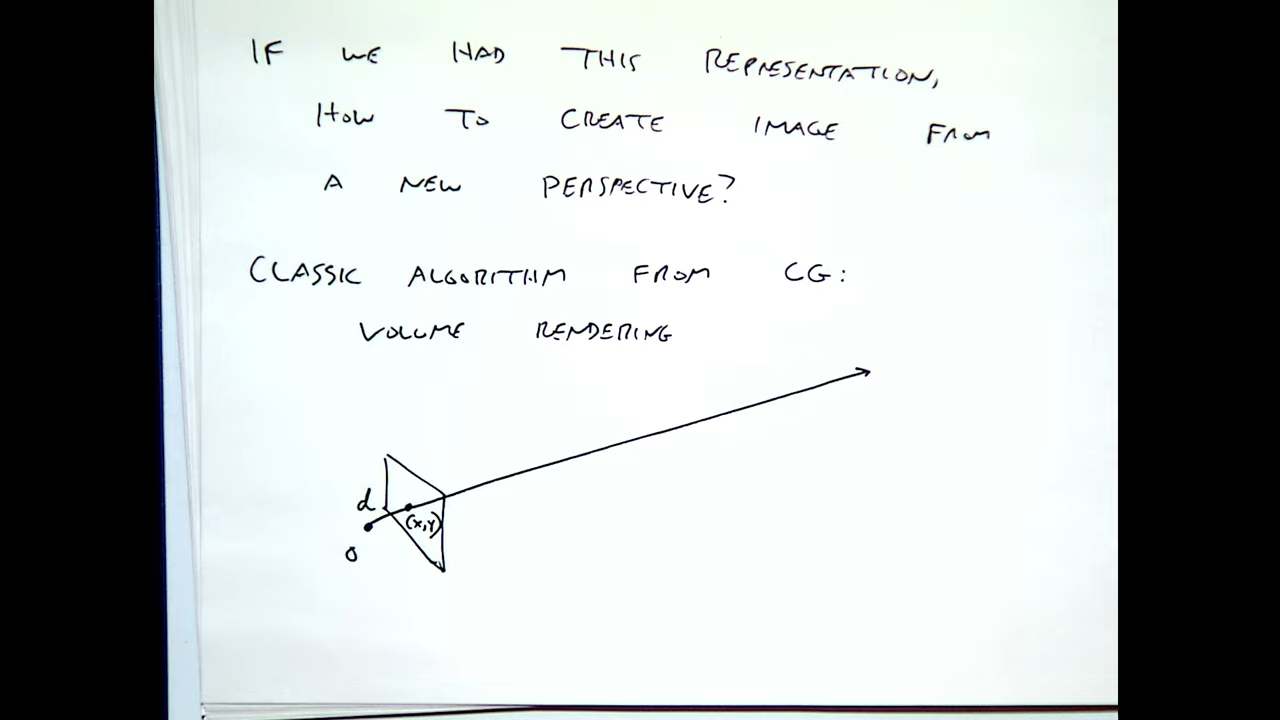 IF WE HAD THIS REPRESENTATION,
HOW TO CREATE IMAGE FROM
A NEW PERSPECTIVE?
CLASSIC ALGORITHM FROM CG:
VOLUME RENDERING
d
(x,y)
o